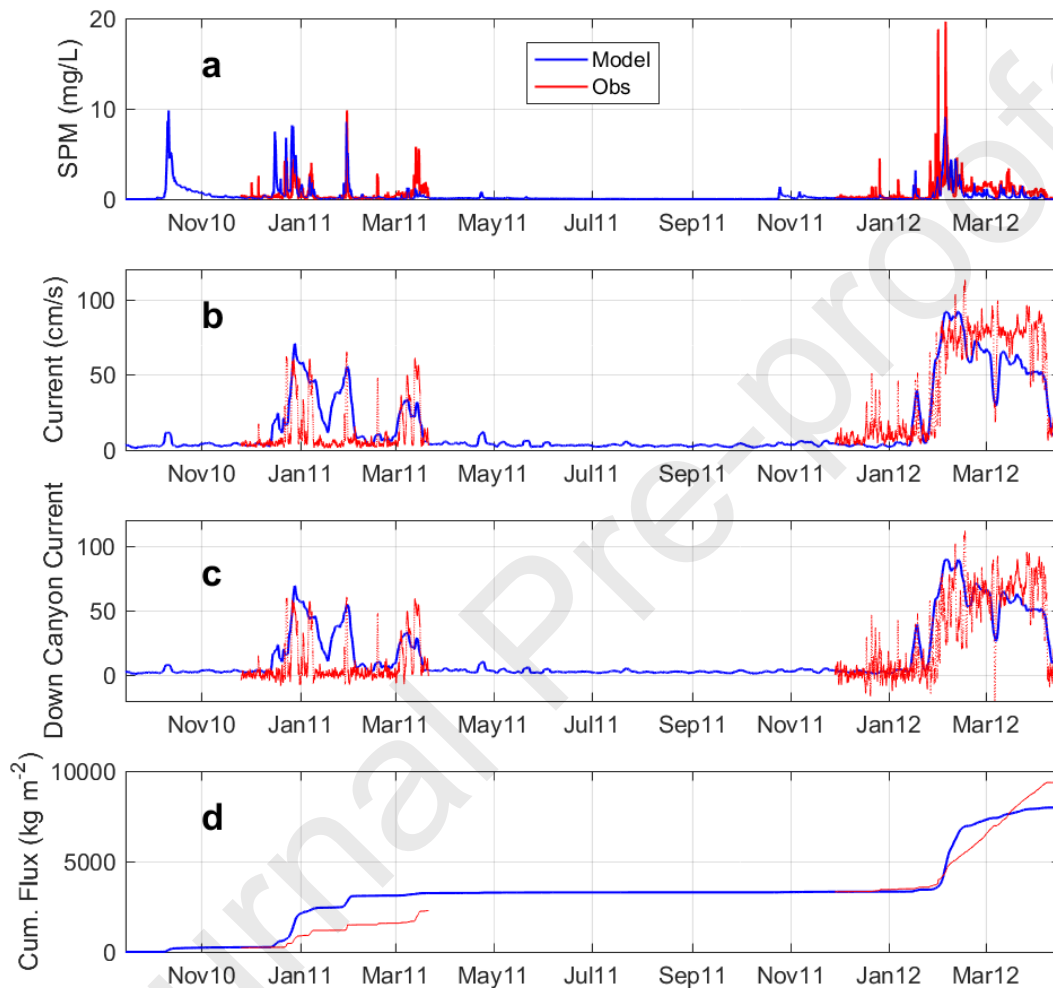 20
10
0
SPM (mg/L)
a
Model
Obs
Nov10 Jan11 Mar11 May11 Jul11 Sep11 Nov11 Jan12 Mar12
100
50
0
Current (cm/s)
b
Nov10 Jan11 Mar11 May11 Jul11 Sep11 Nov11 Jan12 Mar12
100
50
0
Down Canyon Current
c
Nov10 Jan11 Mar11 May11 Jul11 Sep11 Nov11 Jan12 Mar12
10000
5000
0
Cum. Flux (kg m⁻²)
d
Nov10 Jan11 Mar11 May11 Jul11 Sep11 Nov11 Jan12 Mar12
urnal Pre-proof